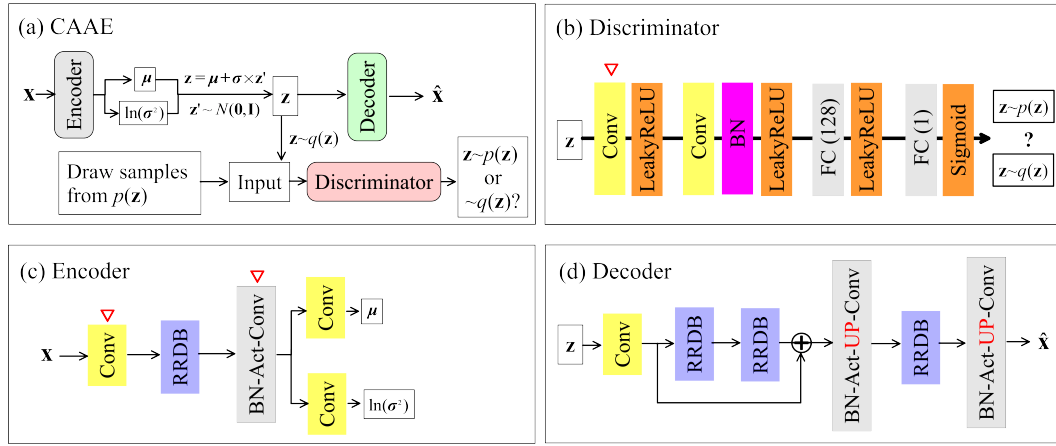 (a) CAAE
x
Encoder
μ
ln(σ²)
z = μ + σ × z'
z' ~ N(0, I)
z
Decoder
x̂
z~q(z)
Draw samples
from p(z)
Input
Discriminator
z~p(z)
or
~q(z)?
(b) Discriminator
z
Conv
LeakyReLU
Conv
BN
LeakyReLU
FC (128)
LeakyReLU
FC (1)
Sigmoid
z~p(z)
?
z~q(z)
(c) Encoder
x
Conv
RRDB
BN-Act-Conv
Conv
μ
Conv
ln(σ²)
(d) Decoder
z
Conv
RRDB
RRDB
BN-Act-UP-Conv
RRDB
BN-Act-UP-Conv
x̂